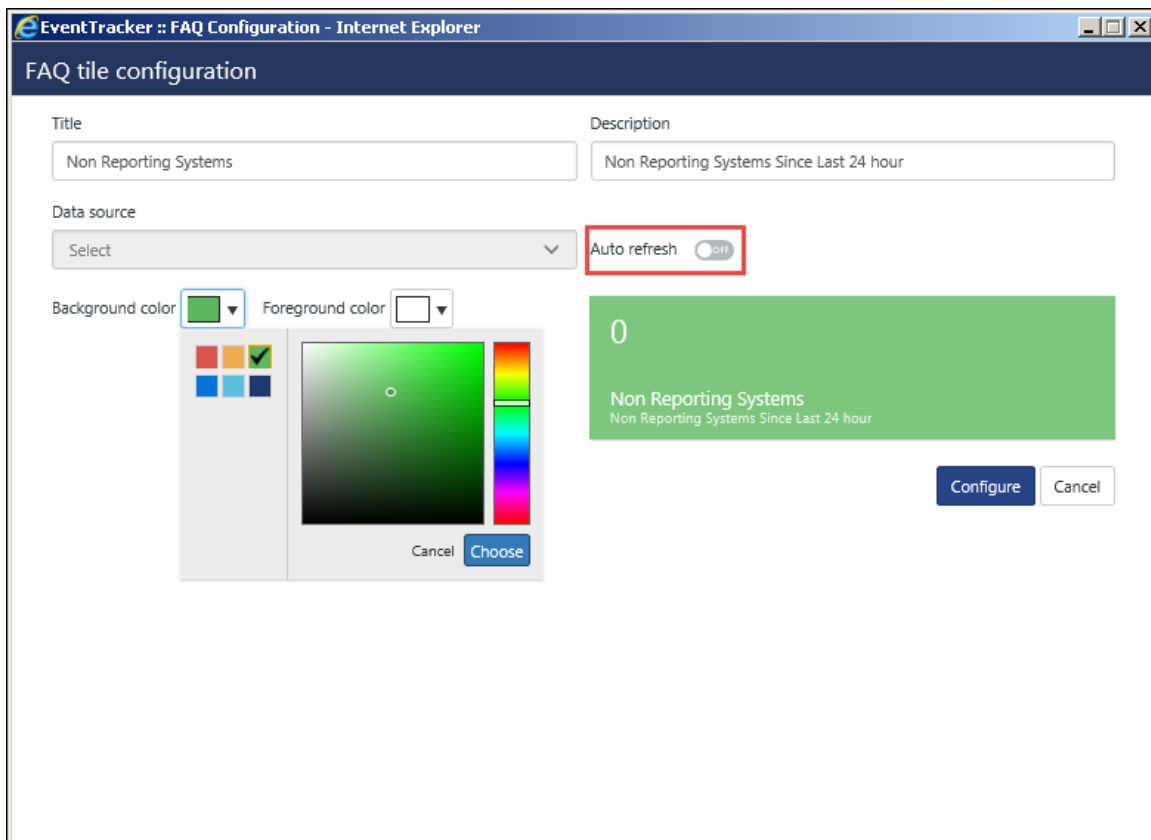 EventTracker :: FAQ Configuration - Internet Explorer
FAQ tile configuration
Title
Description
Non Reporting Systems
Non Reporting Systems Since Last 24 hour
Data source
Select
Auto refresh OFF
Background color
Foreground color
0
Non Reporting Systems
Non Reporting Systems Since Last 24 hour
Configure
Cancel
Cancel
Choose